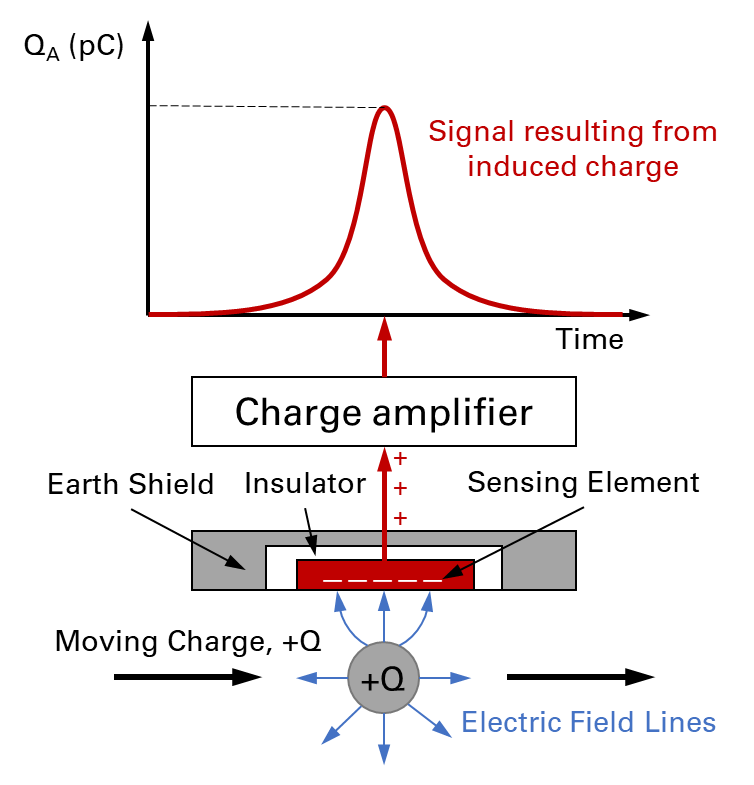 Q_A (pC)
Signal resulting from
induced charge
Time
Charge amplifier
+
+
+
Earth Shield
Insulator
Sensing Element
Moving Charge, +Q
+Q
Electric Field Lines